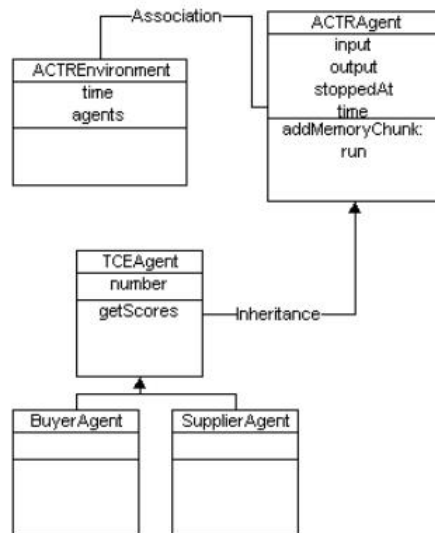 Association
ACTRAgent
input
output
stoppedAt
time
addMemoryChunk:
run
ACTREnvironment
time
agents
TCEAgent
number
getScores
Inheritance
BuyerAgent
SupplierAgent